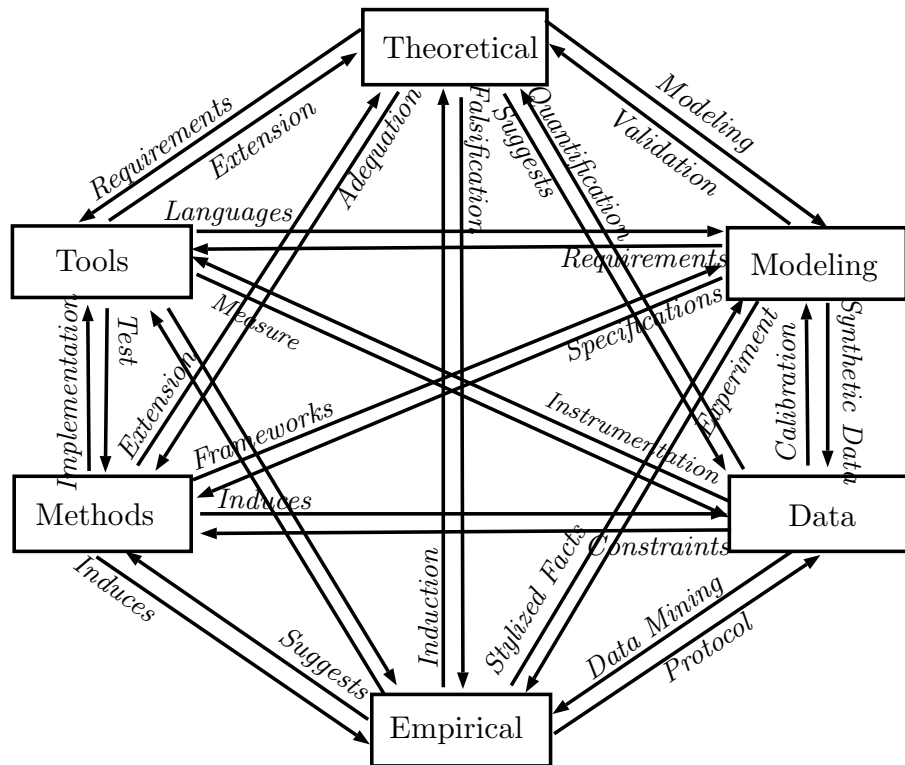 Theoretical
Requirements
Extension
Adequation
Falsification
Suggests
Quantification
Modeling
Validation
Languages
Tools
Requirements
Modeling
Measure
Specifications
Implementation
Test
Extension
Frameworks
Instrumentation
Experiment
Calibration
Synthetic Data
Methods
Induces
Data
Constraints
Induces
Suggests
Induction
Stylized Facts
Data Mining
Protocol
Empirical